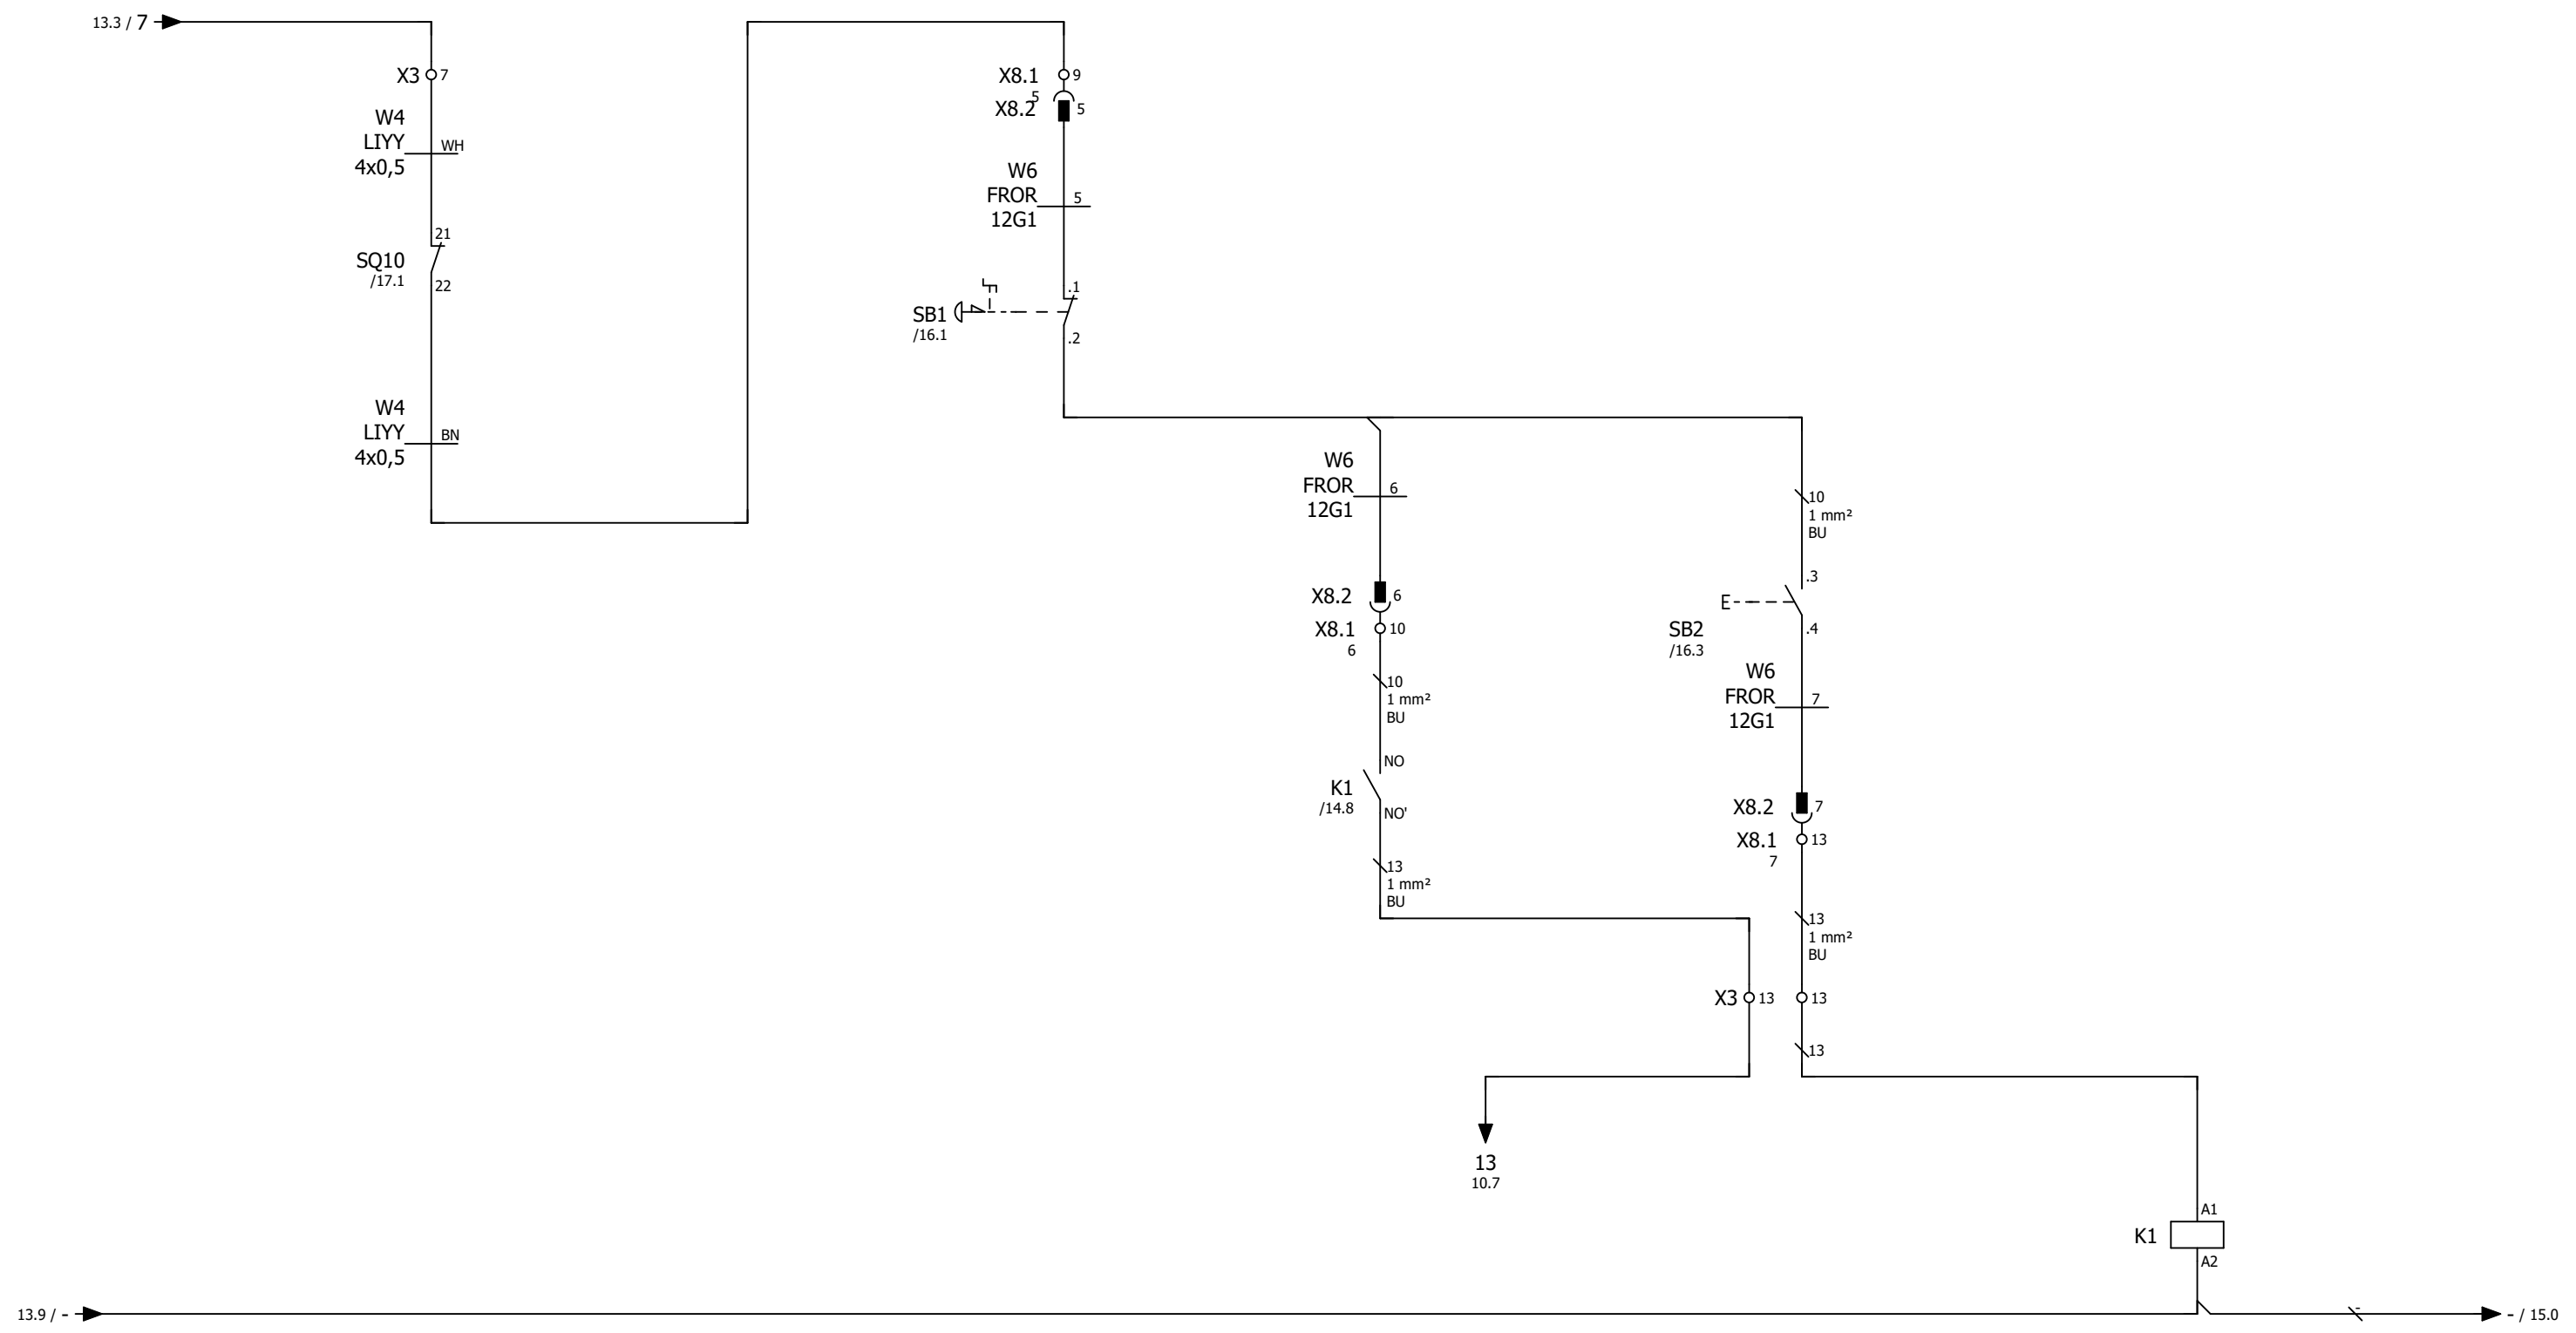 13.3 / 7
X3 7
W4
LIYY
4x0,5
WH
21
SQ10
/17.1
22
W4
LIYY
4x0,5
BN
X8.1 9
5
X8.2 5
W6
FROR
12G1
5
.1
SB1
/16.1
.2
W6
FROR
12G1
6
X8.2 6
X8.1 10
6
10
1 mm²
BU
NO
K1
/14.8
NO'
13
1 mm²
BU
10
1 mm²
BU
.3
E
SB2
/16.3
.4
W6
FROR
12G1
7
X8.2 7
X8.1 13
7
13
1 mm²
BU
X3 13
13
13
13
10.7
A1
K1
A2
13.9 / -
-
- / 15.0